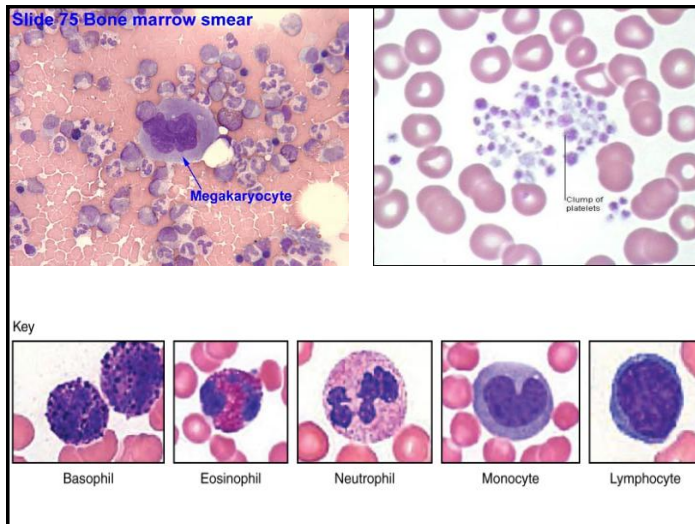 Slide 75 Bone marrow smear
Megakaryocyte
Clump of
platelets
Key
Basophil
Eosinophil
Neutrophil
Monocyte
Lymphocyte